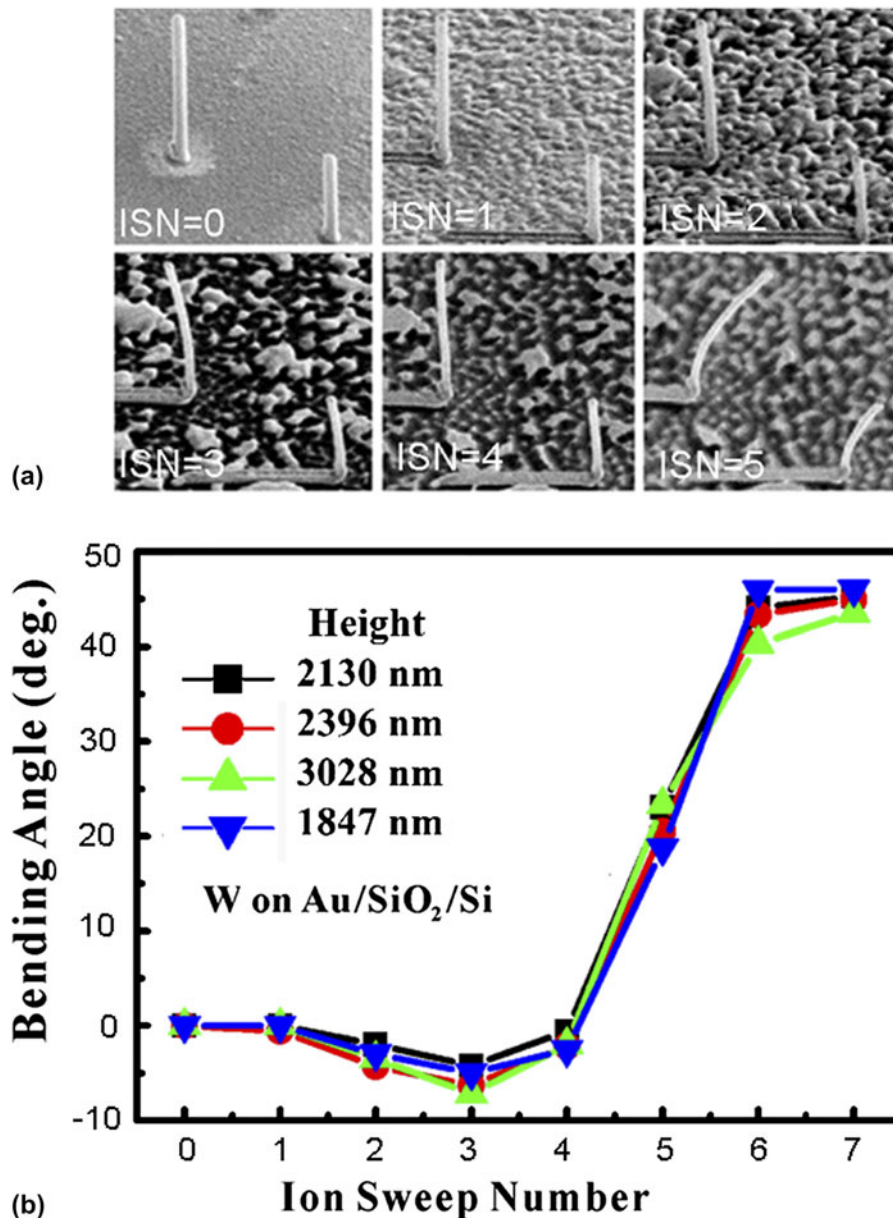 ISN=0
ISN=1
ISN=2
ISN=3
ISN=4
ISN=5
(a)
50
40
30
20
10
0
-10
Bending Angle (deg.)
Height
2130 nm
2396 nm
3028 nm
1847 nm
W on Au/SiO₂/Si
0 1 2 3 4 5 6 7
Ion Sweep Number
(b)